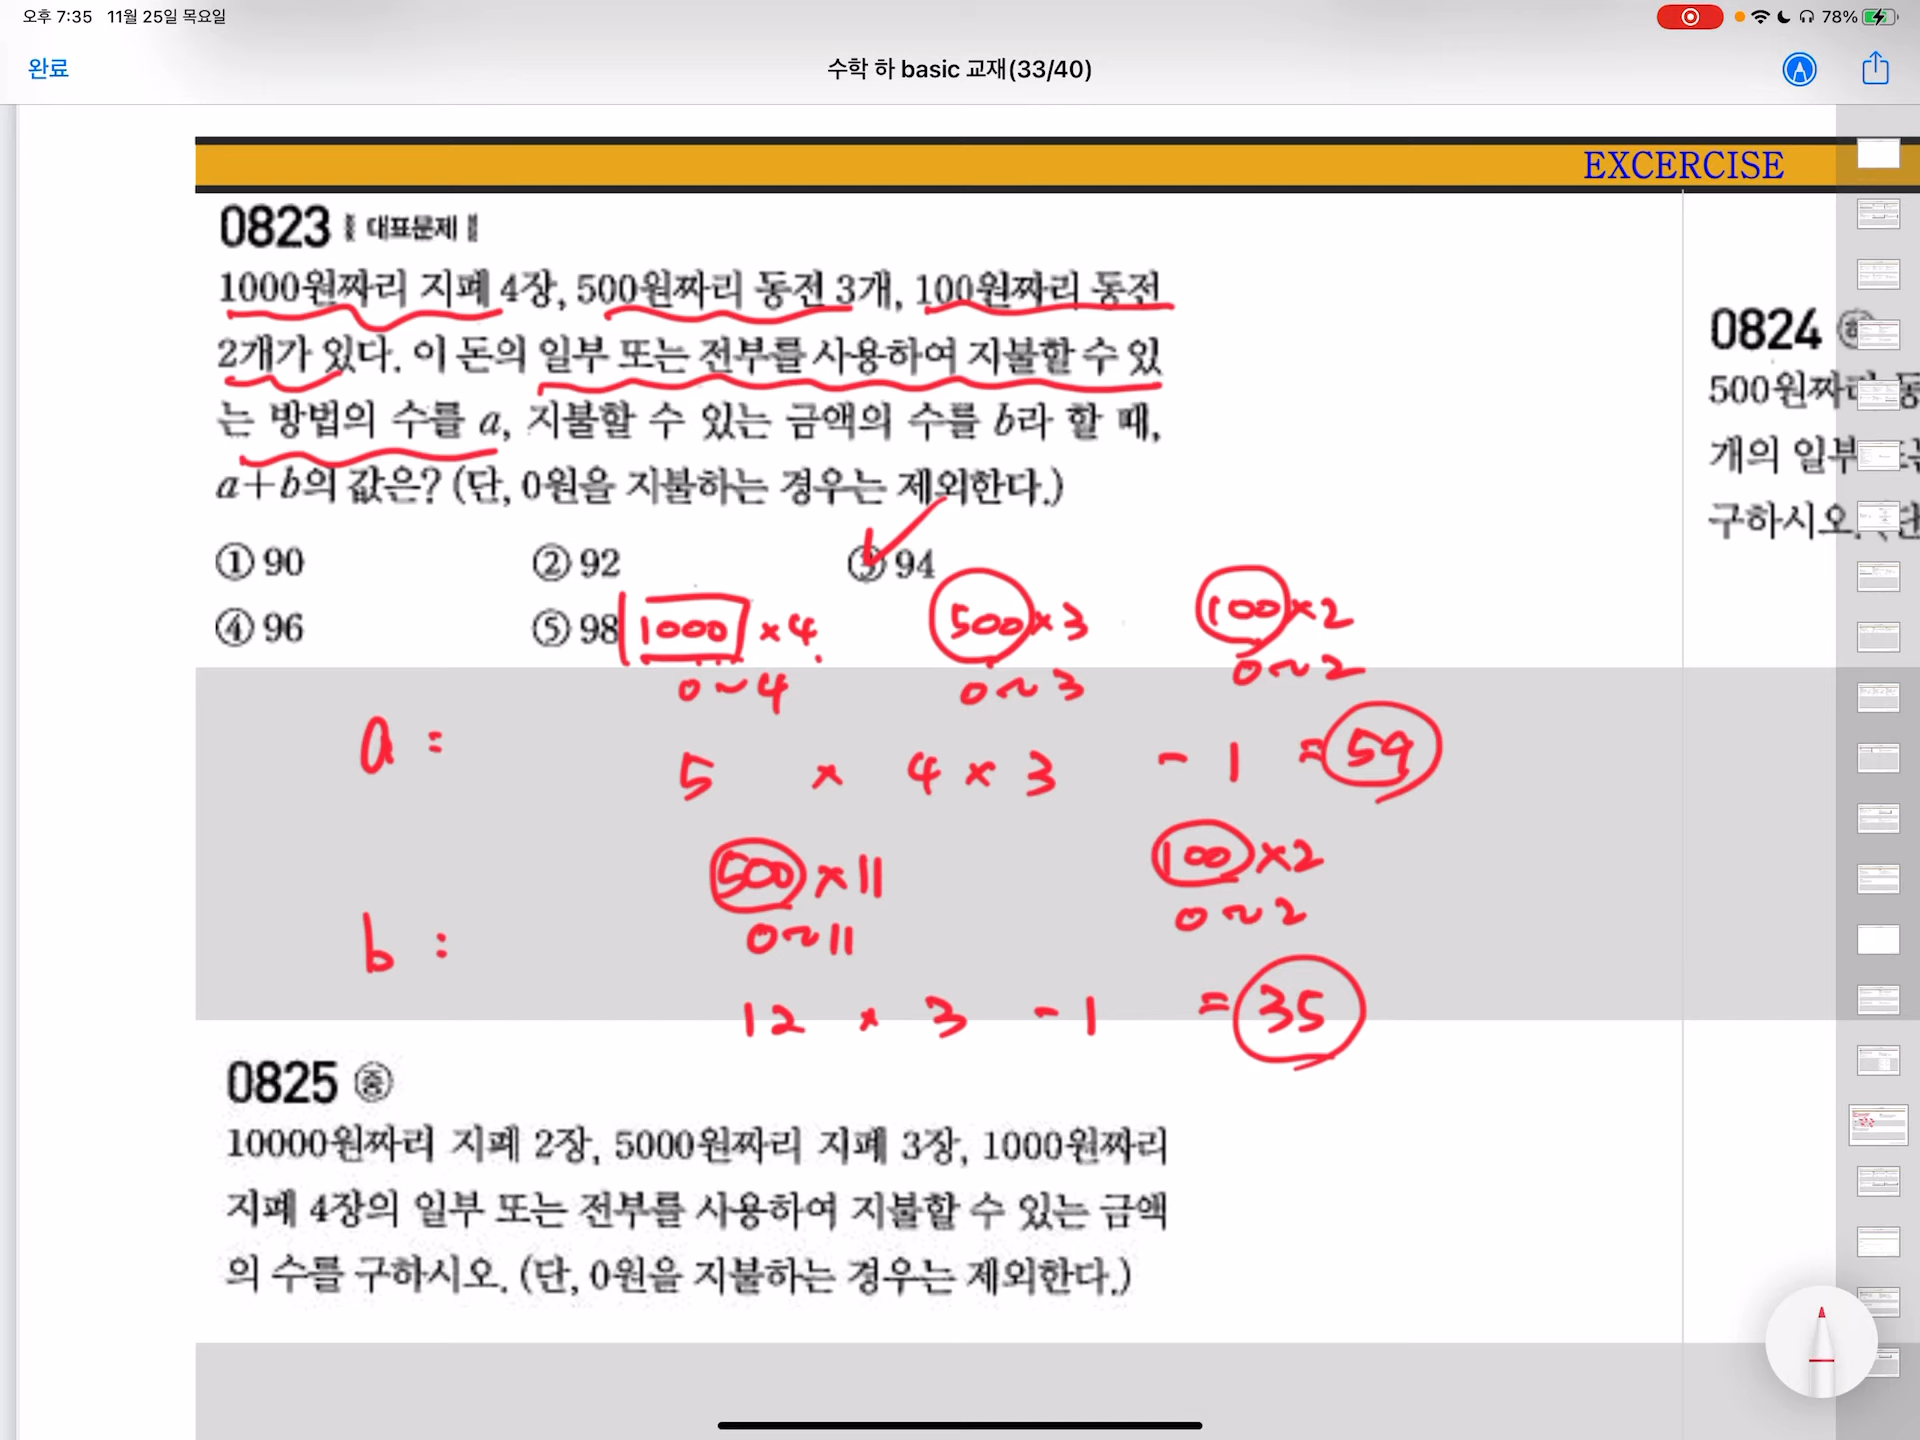 오후 7:35 11월 25일 목요일
78%
완료
수학 하 basic 교재(33/40)
EXCERCISE
0823 대표문제
1000원짜리 지폐 4장, 500원짜리 동전 3개, 100원짜리 동전
2개가 있다. 이 돈의 일부 또는 전부를 사용하여 지불할 수 있
는 방법의 수를 a, 지불할 수 있는 금액의 수를 b라 할 때,
a+b의 값은? (단, 0원을 지불하는 경우는 제외한다.)
① 90 ② 92 ③ 94
④ 96 ⑤ 98
1000 × 4 500 × 3 100 × 2
0 ~ 4 0 ~ 3 0 ~ 2
a = 5 × 4 × 3 - 1 = 59
500 × 11 100 × 2
b : 0 ~ 11 0 ~ 2
12 × 3 - 1 = 35
0825 중
10000원짜리 지폐 2장, 5000원짜리 지폐 3장, 1000원짜리
지폐 4장의 일부 또는 전부를 사용하여 지불할 수 있는 금액
의 수를 구하시오. (단, 0원을 지불하는 경우는 제외한다.)
0824
500원짜리
개의 일부
구하시오.